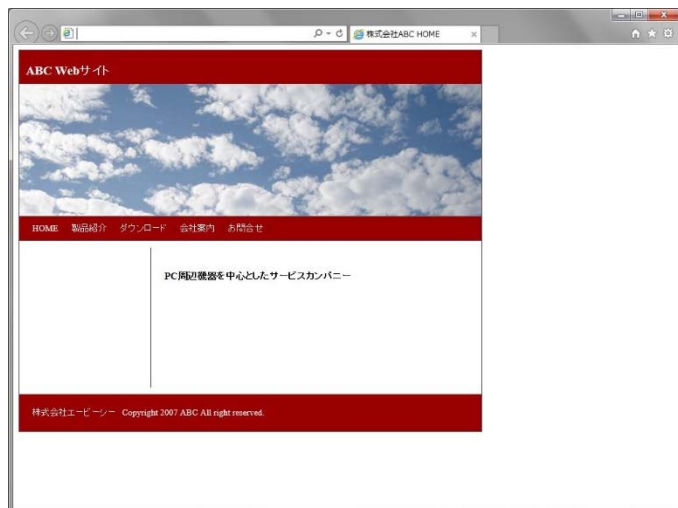 株式会社ABC HOME
ABC Webサイト
HOME 製品紹介 ダウンロード 会社案内 お問合せ
PC周辺機器を中心としたサービスカンパニー
株式会社エービーシー Copyright 2007 ABC All right reserved.